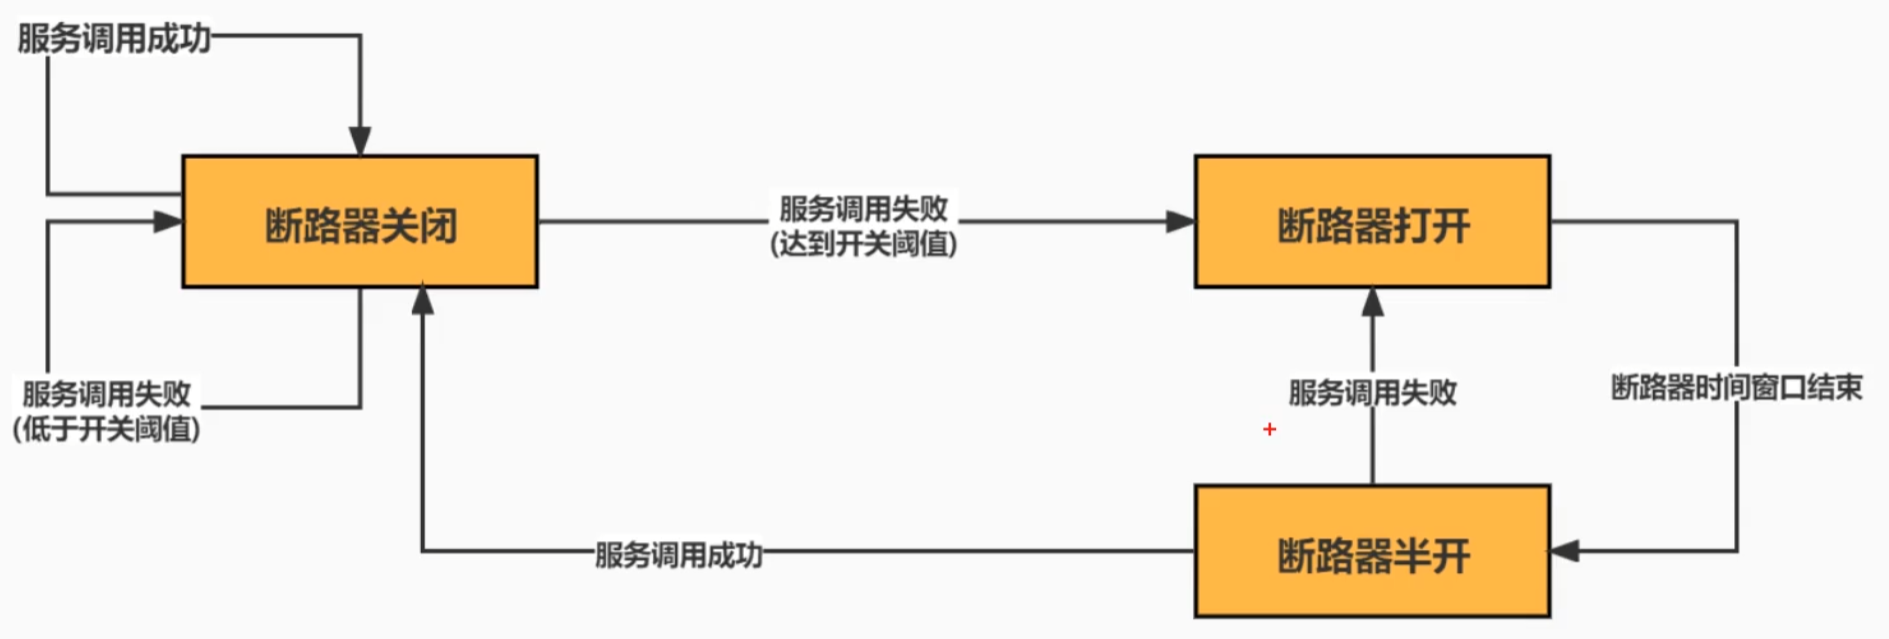 服务调用成功
断路器关闭
服务调用失败
(达到开关阈值)
断路器打开
服务调用失败
(低于开关阈值)
服务调用失败
断路器时间窗口结束
服务调用成功
断路器半开